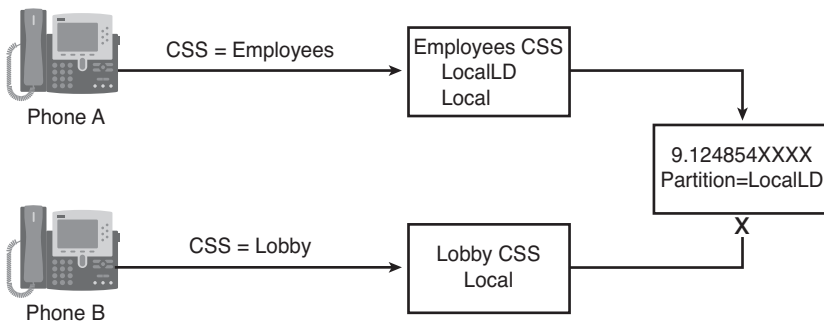 CSS = Employees
Phone A
Employees CSS
LocalLD
Local
9.124854XXXX
Partition=LocalLD
X
CSS = Lobby
Phone B
Lobby CSS
Local